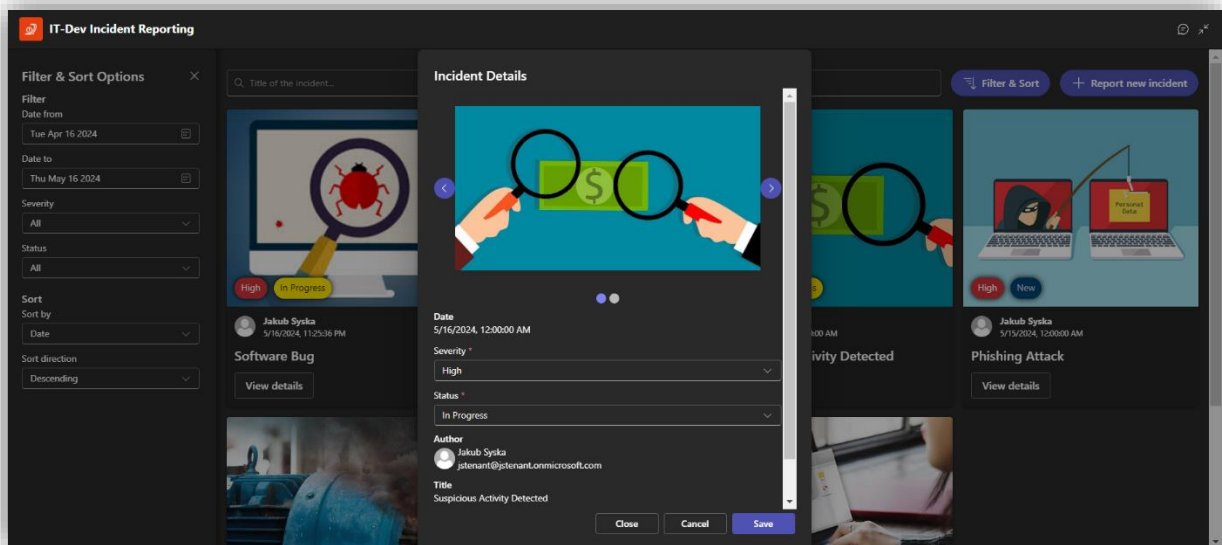 IT-Dev Incident Reporting
Filter & Sort Options
Filter
Date from
Tue Apr 16 2024
Date to
Thu May 16 2024
Severity
All
Status
All
Sort
Sort by
Date
Sort direction
Descending
Title of the incident...
Filter & Sort
Report new incident
High
In Progress
Jakub Syska
5/16/2024, 11:25:36 PM
Software Bug
View details
Incident Details
$
Date
5/16/2024, 12:00:00 AM
Severity *
High
Status *
In Progress
Author
Jakub Syska
jstenant@jstenant.onmicrosoft.com
Title
Suspicious Activity Detected
Close
Cancel
Save
:00 AM
ivity Detected
Personal
Data
High
New
Jakub Syska
5/15/2024, 12:00:00 AM
Phishing Attack
View details